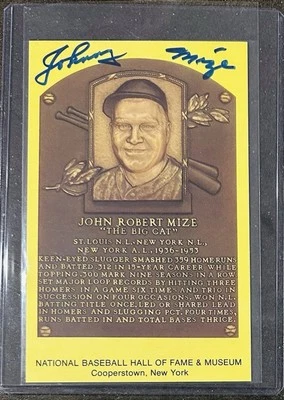 Johnny Mize
JOHN ROBERT MIZE
"THE BIG CAT"
ST. LOUIS N.L., NEW YORK N.L.,
NEW YORK A.L., 1936-1953
KEEN-EYED SLUGGER SMASHED 359 HOME RUNS
AND BATTED .312 IN 15-YEAR CAREER WHILE
TOPPING .300 MARK NINE SEASONS IN A ROW.
SET MAJOR LOOP RECORDS BY HITTING THREE
HOMERS IN A GAME SIX TIMES AND TRIO IN
SUCCESSION ON FOUR OCCASIONS. WON N.L.
BATTING TITLE ONCE, LED OR SHARED LEAD
IN HOMERS AND SLUGGING PCT. FOUR TIMES,
RUNS BATTED IN AND TOTAL BASES THRICE.
NATIONAL BASEBALL HALL OF FAME & MUSEUM
Cooperstown, New York